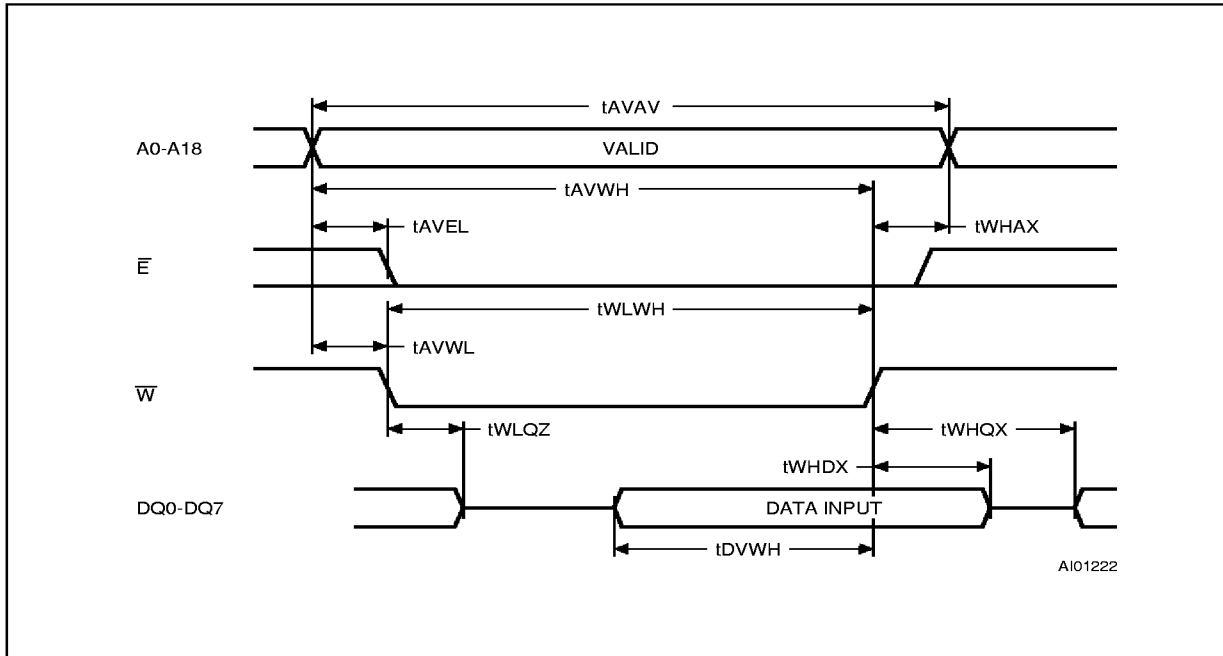 tAVAV
A0-A18
VALID
tAVWH
tAVEL
tWHAX
E̅
tWLWH
tAVWL
W̅
tWLQZ
tWHQX
tWHDX
DQ0-DQ7
DATA INPUT
tDVWH
AI01222